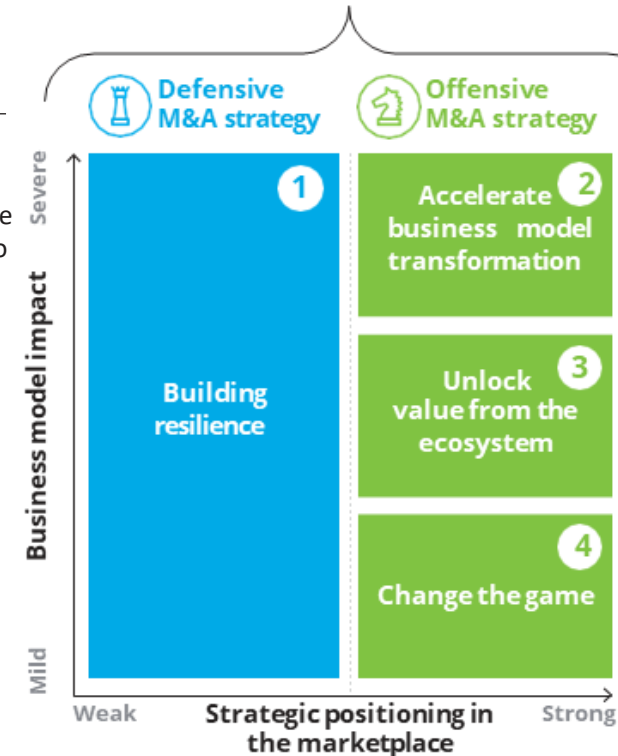 Defensive
M&A strategy
Offensive
M&A strategy
e
o
Severe
Business model impact
Mild
1
Building
resilience
2
Accelerate
business model
transformation
3
Unlock
value from the
ecosystem
4
Change the game
Weak
Strategic positioning in
the marketplace
Strong